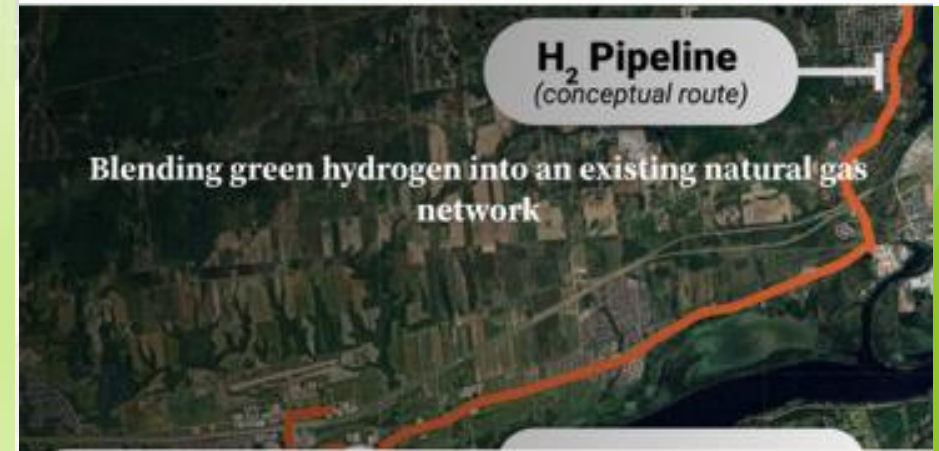 H₂ Pipeline
(conceptual route)
Blending green hydrogen into an existing natural gas
network